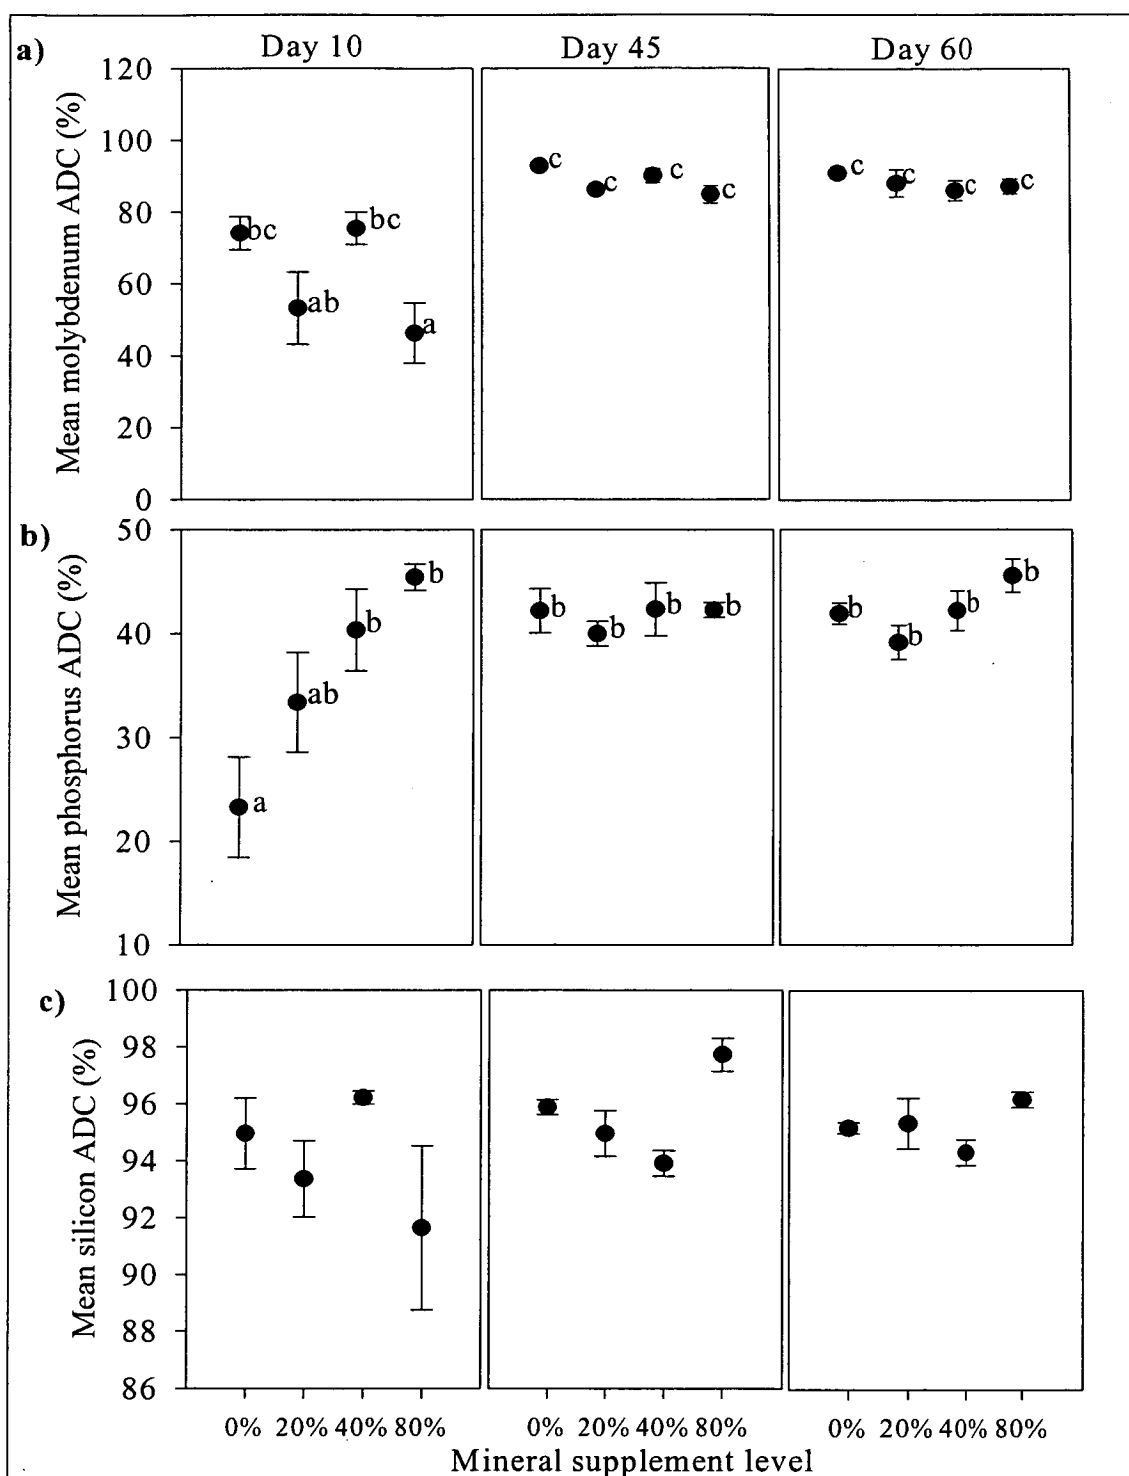 a)
Day 10 Day 45 Day 60
Mean molybdenum ADC (%)
120
100
80
60
40
20
0
bc ab bc a
c c c c
c c c c
b)
Mean phosphorus ADC (%)
50
40
30
20
10
a ab b b
b b b b
b b b b
c)
Mean silicon ADC (%)
100
98
96
94
92
90
88
86
0% 20% 40% 80% 0% 20% 40% 80% 0% 20% 40% 80%
Mineral supplement level